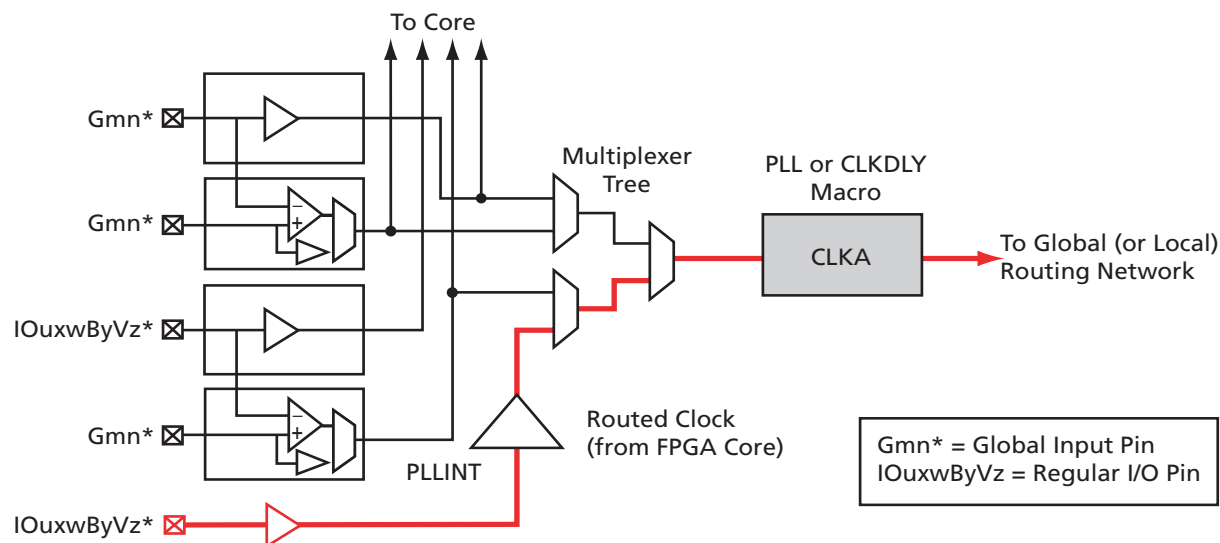 To Core
Gmn*
Gmn*
IOuxwByVz*
Gmn*
IOuxwByVz*
−
+
−
+
Multiplexer
Tree
PLL or CLKDLY
Macro
CLKA
To Global (or Local)
Routing Network
Routed Clock
(from FPGA Core)
PLLINT
Gmn* = Global Input Pin
IOuxwByVz = Regular I/O Pin